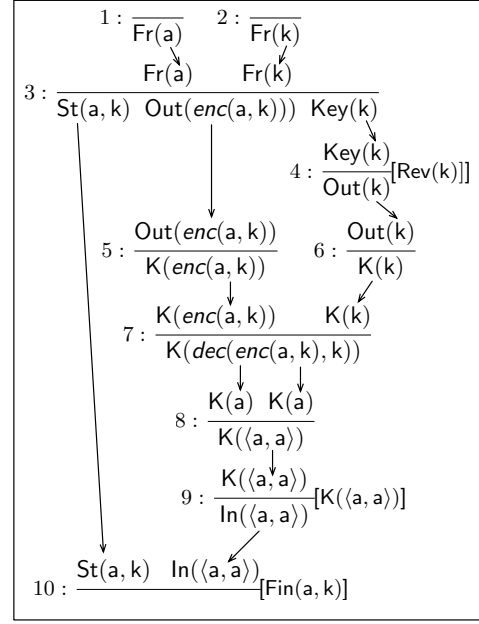 1 : Fr(a) 2 : Fr(k)
Fr(a) Fr(k)
3 :
St(a, k) Out(enc(a, k))) Key(k)
Key(k)
4 : [Rev(k)]]
Out(k)
Out(enc(a, k)) Out(k)
5 : 6 :
K(enc(a, k)) K(k)
K(enc(a, k)) K(k)
7 :
K(dec(enc(a, k), k))
K(a) K(a)
8 :
K(⟨a, a⟩)
K(⟨a, a⟩)
9 : [K(⟨a, a⟩)]
In(⟨a, a⟩)
St(a, k) In(⟨a, a⟩)
10 : [Fin(a, k)]